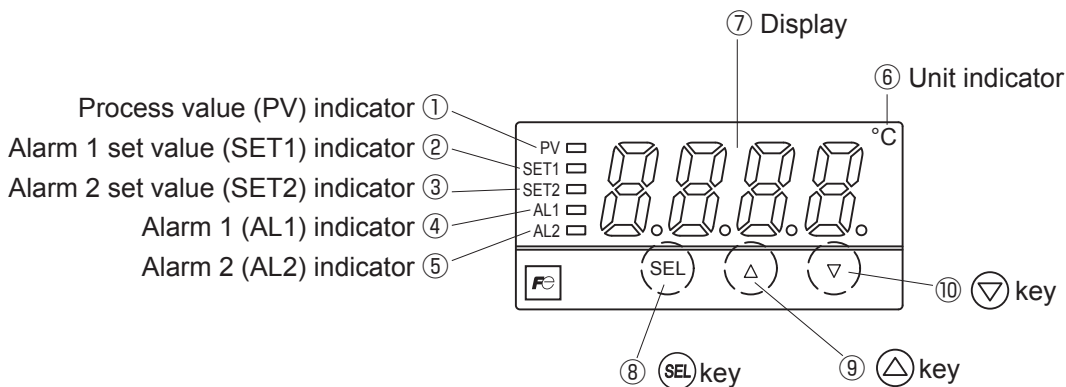 ⑦ Display
⑥ Unit indicator
Process value (PV) indicator ①
Alarm 1 set value (SET1) indicator ②
Alarm 2 set value (SET2) indicator ③
Alarm 1 (AL1) indicator ④
Alarm 2 (AL2) indicator ⑤
°C
PV
SET1
SET2
AL1
AL2
8.8.8.8.
Fe
SEL
△
▽
⑩ ▽ key
⑧ SEL key
⑨ △ key